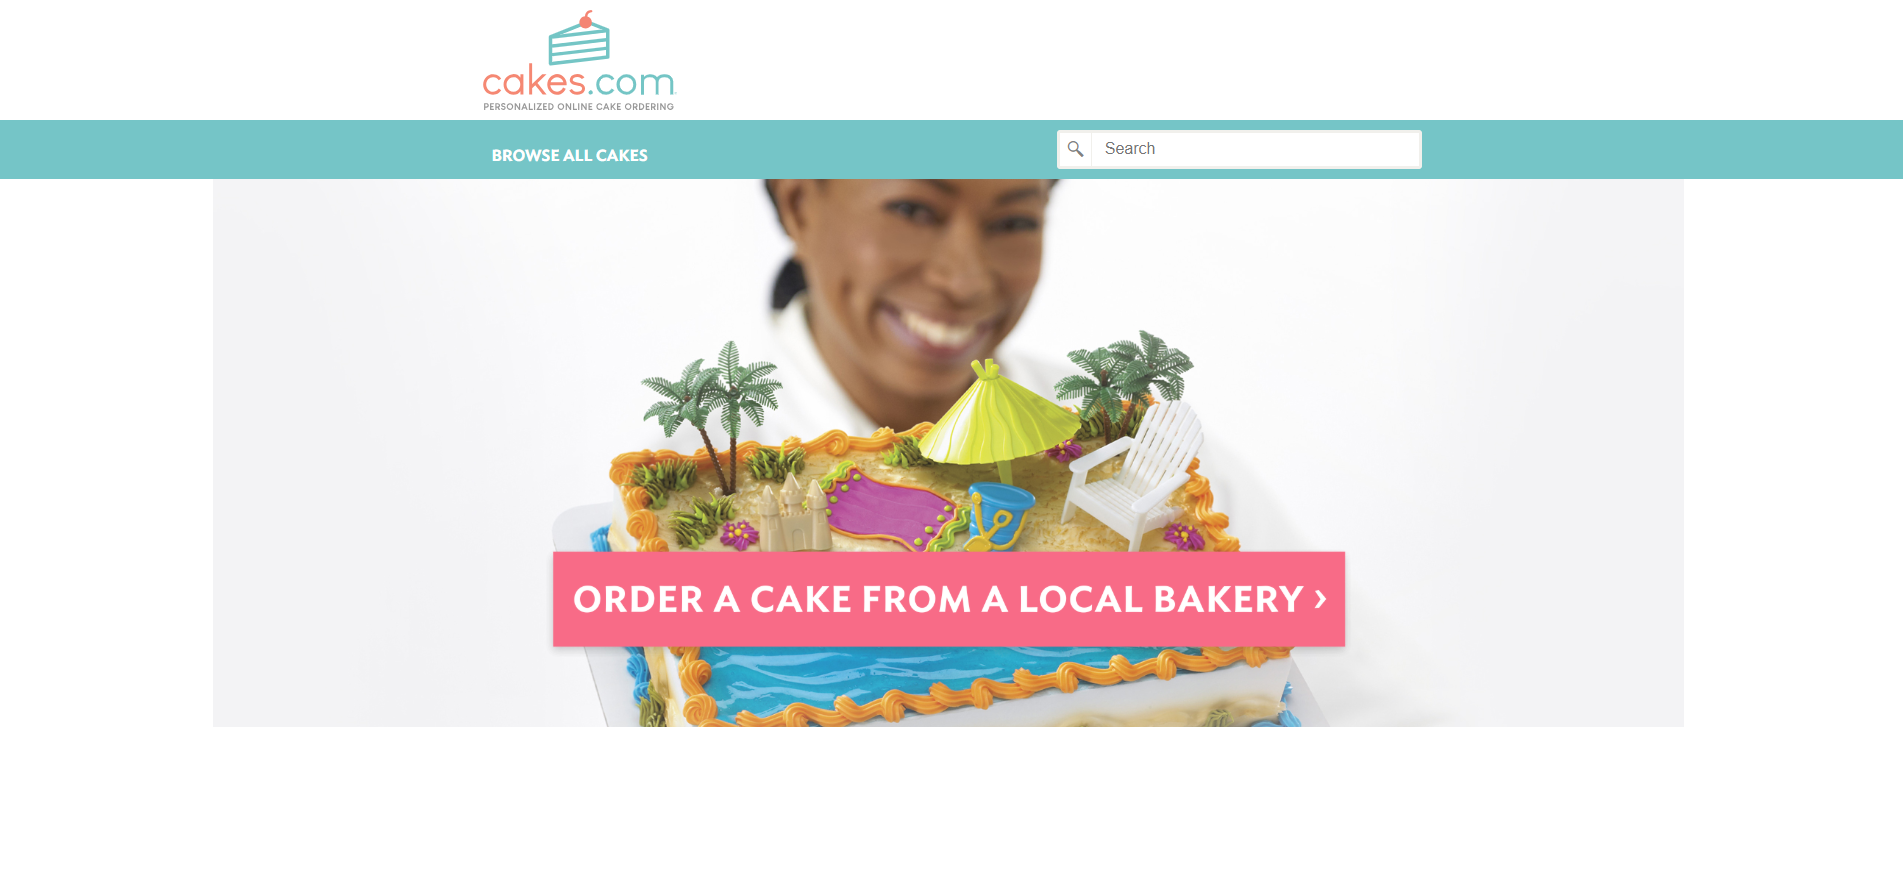 cakes.com
PERSONALIZED ONLINE CAKE ORDERING
BROWSE ALL CAKES
Search
ORDER A CAKE FROM A LOCAL BAKERY ›